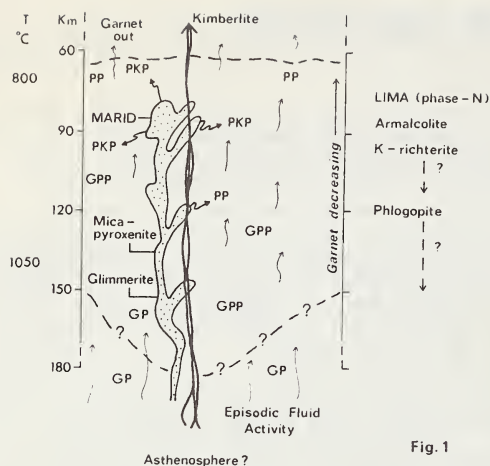 T
°C
Km
Garnet
out
Kimberlite
60
PP
PKP
PP
800
MARID
90
PKP
PKP
GPP
120
PP
GPP
Mica -
pyroxenite
1050
Glimmerite
150
GP
GPP
?
?
?
?
180
GP
Episodic Fluid
Activity
Asthenosphere ?
Garnet decreasing
LIMA (phase - N)
Armalcolite
K - richterite
?
Phlogopite
?
Fig. 1